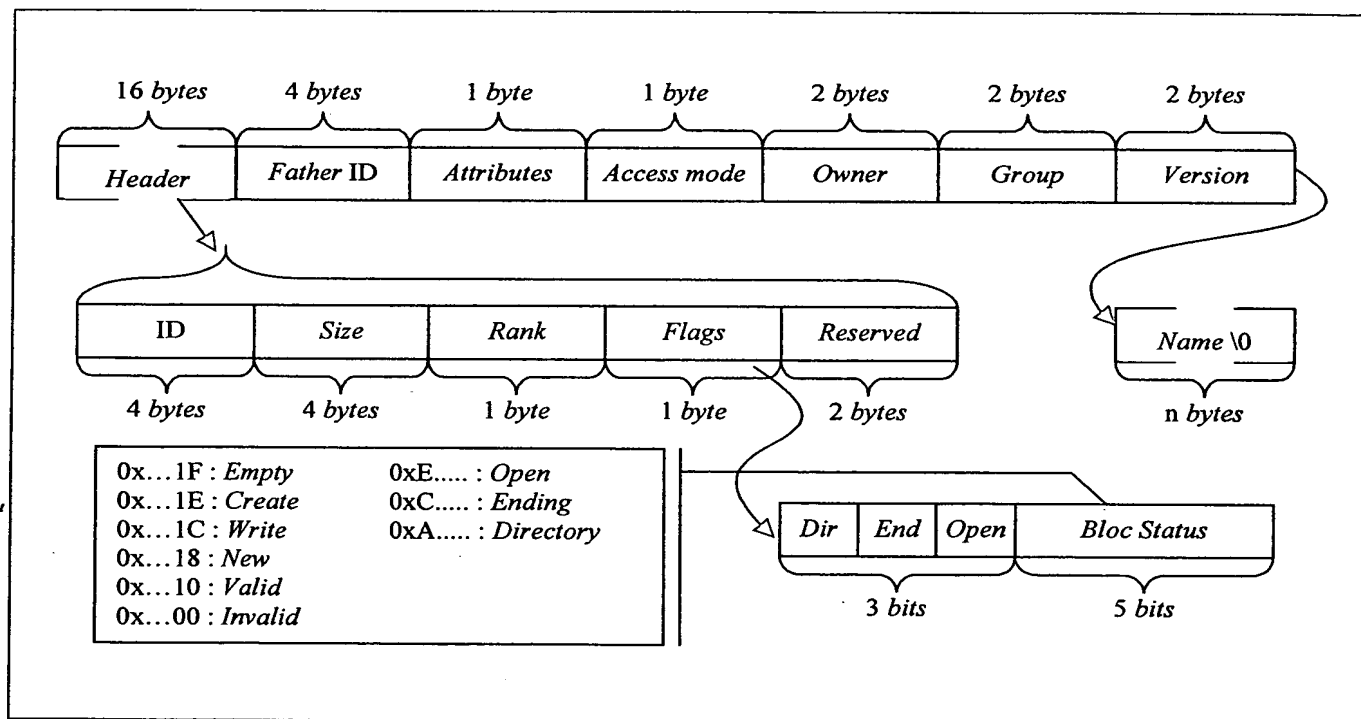 16 bytes 4 bytes 1 byte 1 byte 2 bytes 2 bytes 2 bytes
Header Father ID Attributes Access mode Owner Group Version
ID Size Rank Flags Reserved
Name \0
4 bytes 4 bytes 1 byte 1 byte 2 bytes
n bytes
0x...1F : Empty 0xE..... : Open
0x...1E : Create 0xC..... : Ending
0x...1C : Write 0xA..... : Directory
0x...18 : New
0x...10 : Valid
0x...00 : Invalid
Dir End Open Bloc Status
3 bits 5 bits